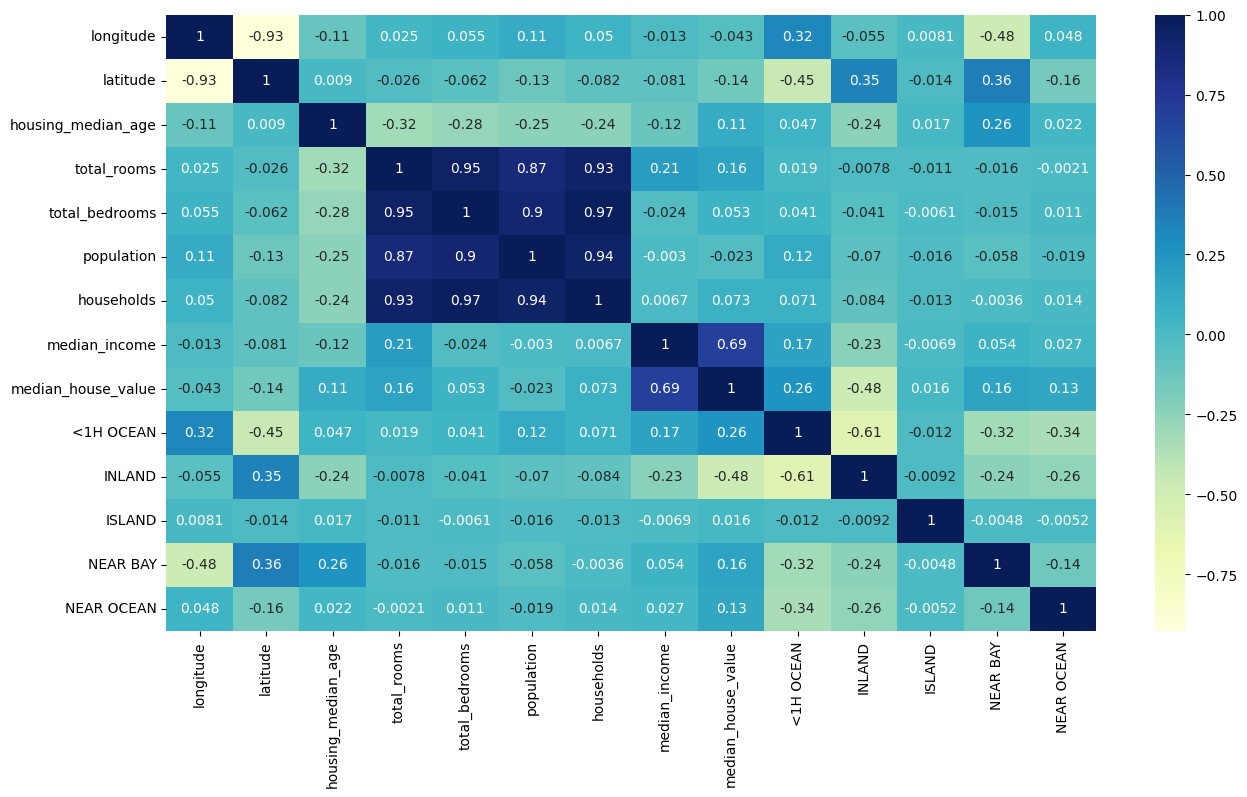 longitude 1 -0.93 -0.11 0.025 0.055 0.11 0.05 -0.013 -0.043 0.32 -0.055 0.0081 -0.48 0.048
latitude -0.93 1 0.009 -0.026 -0.062 -0.13 -0.082 -0.081 -0.14 -0.45 0.35 -0.014 0.36 -0.16
housing_median_age -0.11 0.009 1 -0.32 -0.28 -0.25 -0.24 -0.12 0.11 0.047 -0.24 0.017 0.26 0.022
total_rooms 0.025 -0.026 -0.32 1 0.95 0.87 0.93 0.21 0.16 0.019 -0.0078 -0.011 -0.016 -0.0021
total_bedrooms 0.055 -0.062 -0.28 0.95 1 0.9 0.97 -0.024 0.053 0.041 -0.041 -0.0061 -0.015 0.011
population 0.11 -0.13 -0.25 0.87 0.9 1 0.94 -0.003 -0.023 0.12 -0.07 -0.016 -0.058 -0.019
households 0.05 -0.082 -0.24 0.93 0.97 0.94 1 0.0067 0.073 0.071 -0.084 -0.013 -0.0036 0.014
median_income -0.013 -0.081 -0.12 0.21 -0.024 -0.003 0.0067 1 0.69 0.17 -0.23 -0.0069 0.054 0.027
median_house_value -0.043 -0.14 0.11 0.16 0.053 -0.023 0.073 0.69 1 0.26 -0.48 0.016 0.16 0.13
<1H OCEAN 0.32 -0.45 0.047 0.019 0.041 0.12 0.071 0.17 0.26 1 -0.61 -0.012 -0.32 -0.34
INLAND -0.055 0.35 -0.24 -0.0078 -0.041 -0.07 -0.084 -0.23 -0.48 -0.61 1 -0.0092 -0.24 -0.26
ISLAND 0.0081 -0.014 0.017 -0.011 -0.0061 -0.016 -0.013 -0.0069 0.016 -0.012 -0.0092 1 -0.0048 -0.0052
NEAR BAY -0.48 0.36 0.26 -0.016 -0.015 -0.058 -0.0036 0.054 0.16 -0.32 -0.24 -0.0048 1 -0.14
NEAR OCEAN 0.048 -0.16 0.022 -0.0021 0.011 -0.019 0.014 0.027 0.13 -0.34 -0.26 -0.0052 -0.14 1
longitude
latitude
housing_median_age
total_rooms
total_bedrooms
population
households
median_income
median_house_value
<1H OCEAN
INLAND
ISLAND
NEAR BAY
NEAR OCEAN
1.00
0.75
0.50
0.25
0.00
−0.25
−0.50
−0.75